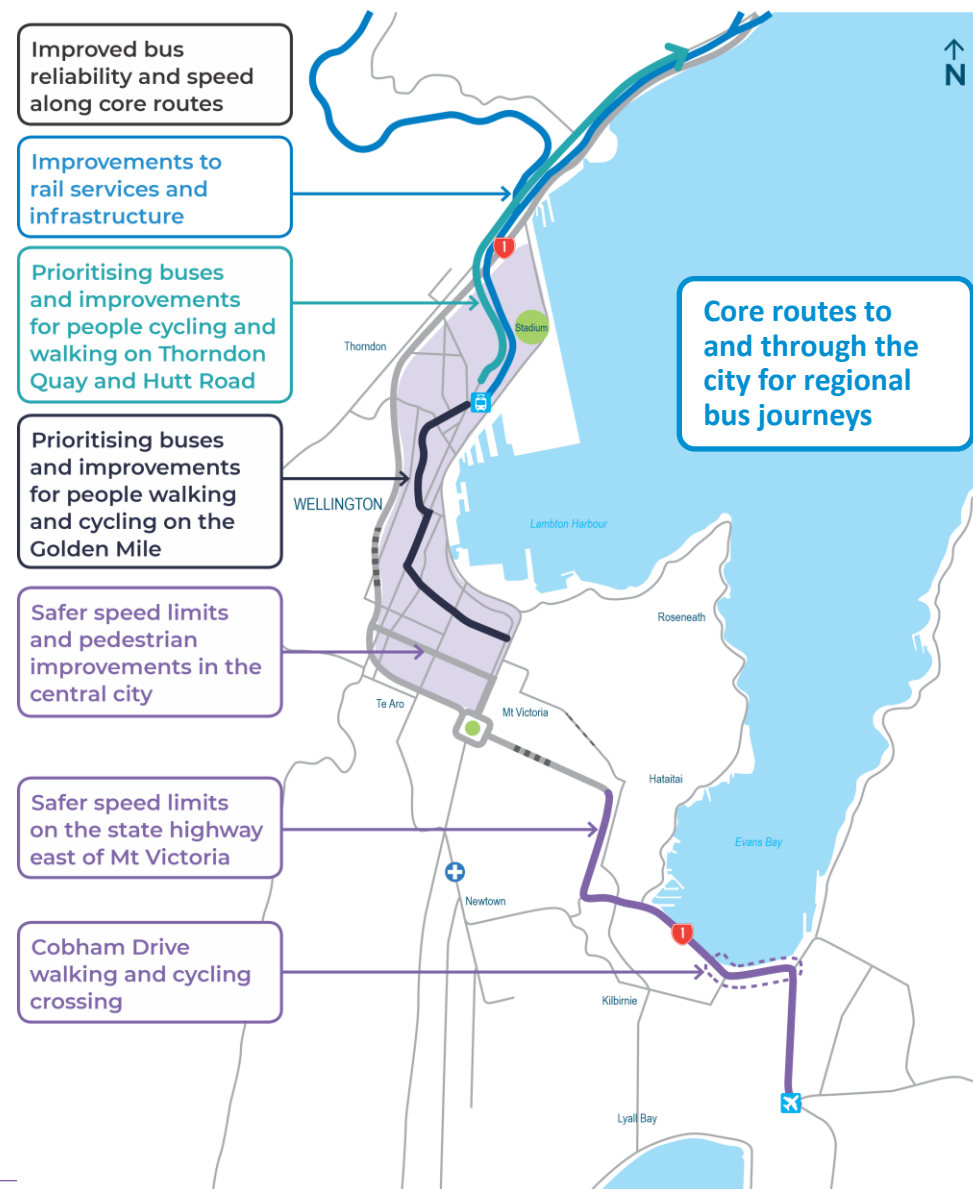 Improved bus
reliability and speed
along core routes
Improvements to
rail services and
infrastructure
Prioritising buses
and improvements
for people cycling and
walking on Thorndon
Quay and Hutt Road
Prioritising buses
and improvements
for people walking
and cycling on the
Golden Mile
Safer speed limits
and pedestrian
improvements in the
central city
Safer speed limits
on the state highway
east of Mt Victoria
Cobham Drive
walking and cycling
crossing
N
Core routes to
and through the
city for regional
bus journeys
1
Stadium
Thorndon
WELLINGTON
Lambton Harbour
Roseneath
Te Aro
Mt Victoria
Hataitai
Evans Bay
Newtown
1
Kilbirnie
Lyall Bay